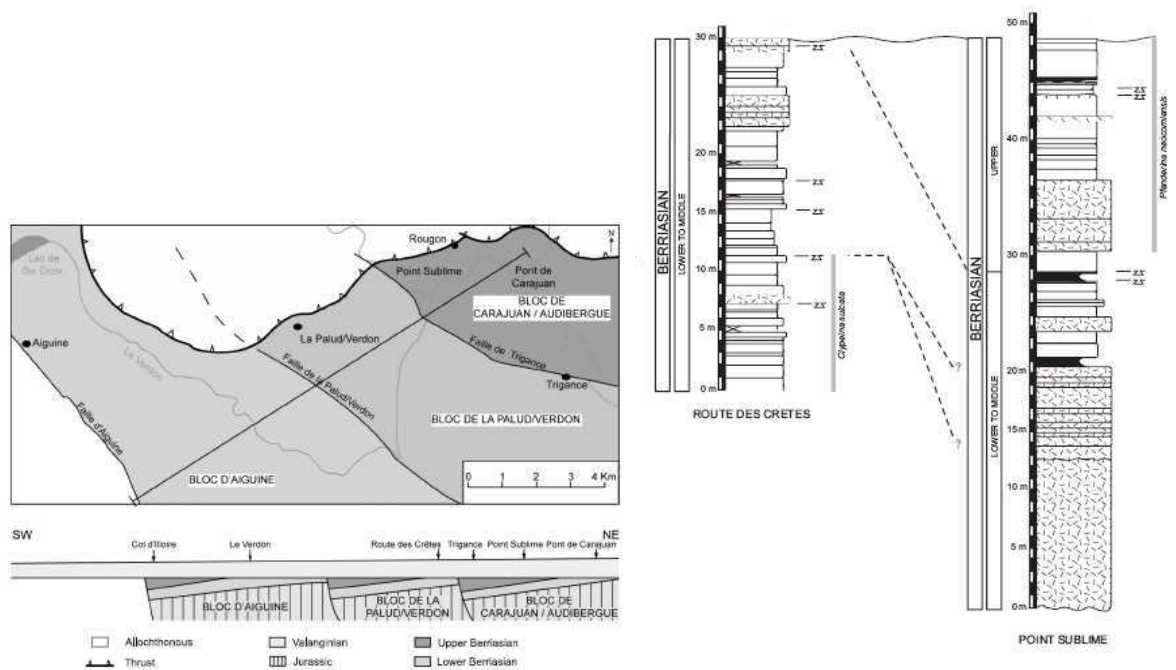 Lac de
Ste Croix
Rougon
N
Point Sublime
Pont de
Carajuan
BLOC DE
CARAJUAN / AUDIBERGUE
La Palud/Verdon
Aiguine
Le Verdon
Faille de Trigance
Trigance
Faille de la Palud/Verdon
Faille d'Aiguine
BLOC DE LA PALUD/VERDON
BLOC D'AIGUINE
0 1 2 3 4 Km
SW
NE
Col d'Illoire
Le Verdon
Route des Crêtes
Trigance
Point Sublime
Pont de Carajuan
BLOC D'AIGUINE
BLOC DE LA
PALUD/VERDON
BLOC DE
CARAJUAN / AUDIBERGUE
Allochthonous
Valanginian
Upper Berriasian
Thrust
Jurassic
Lower Berriasian
BERRIASIAN
LOWER TO MIDDLE
30 m
20 m
15 m
10 m
5 m
0 m
z.s
z.s
z.s
z.s
z.s
Clypeina sulcata
ROUTE DES CRETES
?
?
BERRIASIAN
UPPER
LOWER TO MIDDLE
50 m
40 m
30 m
20 m
15 m
10 m
5 m
0 m
z.s
z.s
z.s
z.s
Pfenderina neocomiensis
POINT SUBLIME